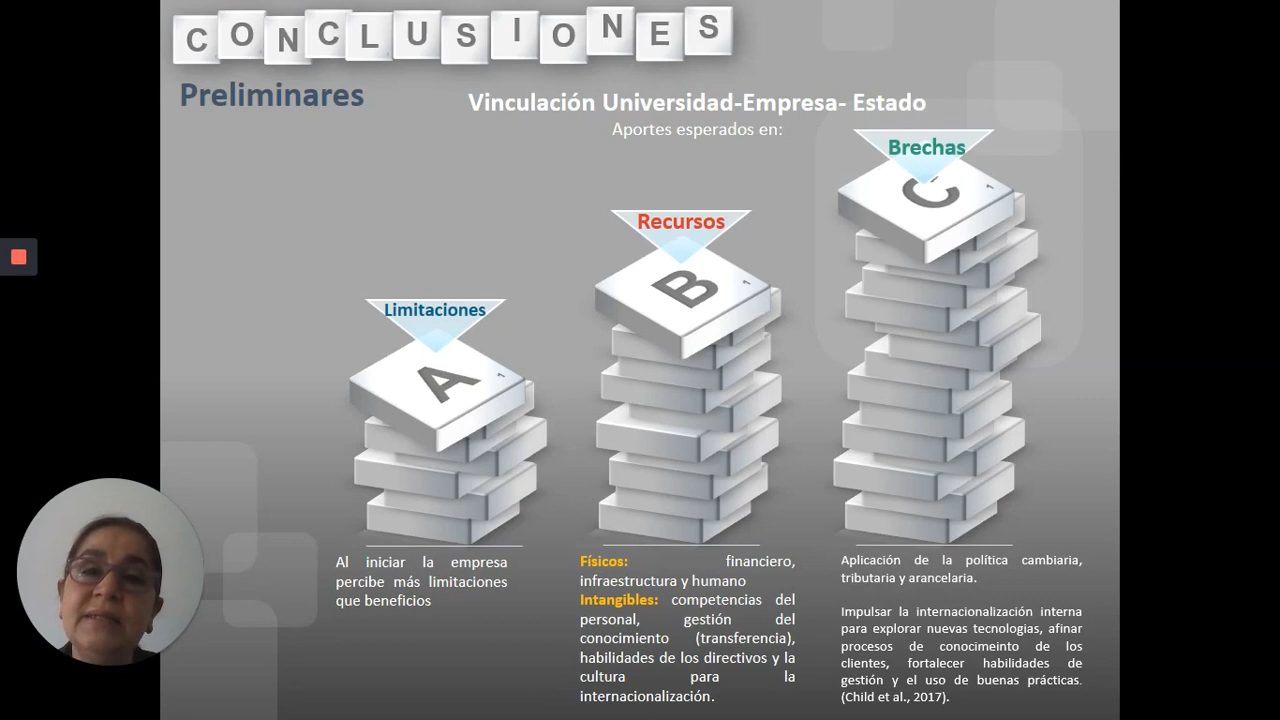 CONCLUSIONES
Preliminares
Vinculación Universidad-Empresa- Estado
Aportes esperados en:
Limitaciones
A 1
Al iniciar la empresa
percibe más limitaciones
que beneficios
Recursos
B 1
Físicos: financiero,
infraestructura y humano
Intangibles: competencias del
personal, gestión del
conocimiento (transferencia),
habilidades de los directivos y la
cultura para la
internacionalización.
Brechas
C 1
Aplicación de la política cambiaria,
tributaria y arancelaria.
Impulsar la internacionalización interna
para explorar nuevas tecnologías, afinar
procesos de conocimeinto de los
clientes, fortalecer habilidades de
gestión y el uso de buenas prácticas.
(Child et al., 2017).